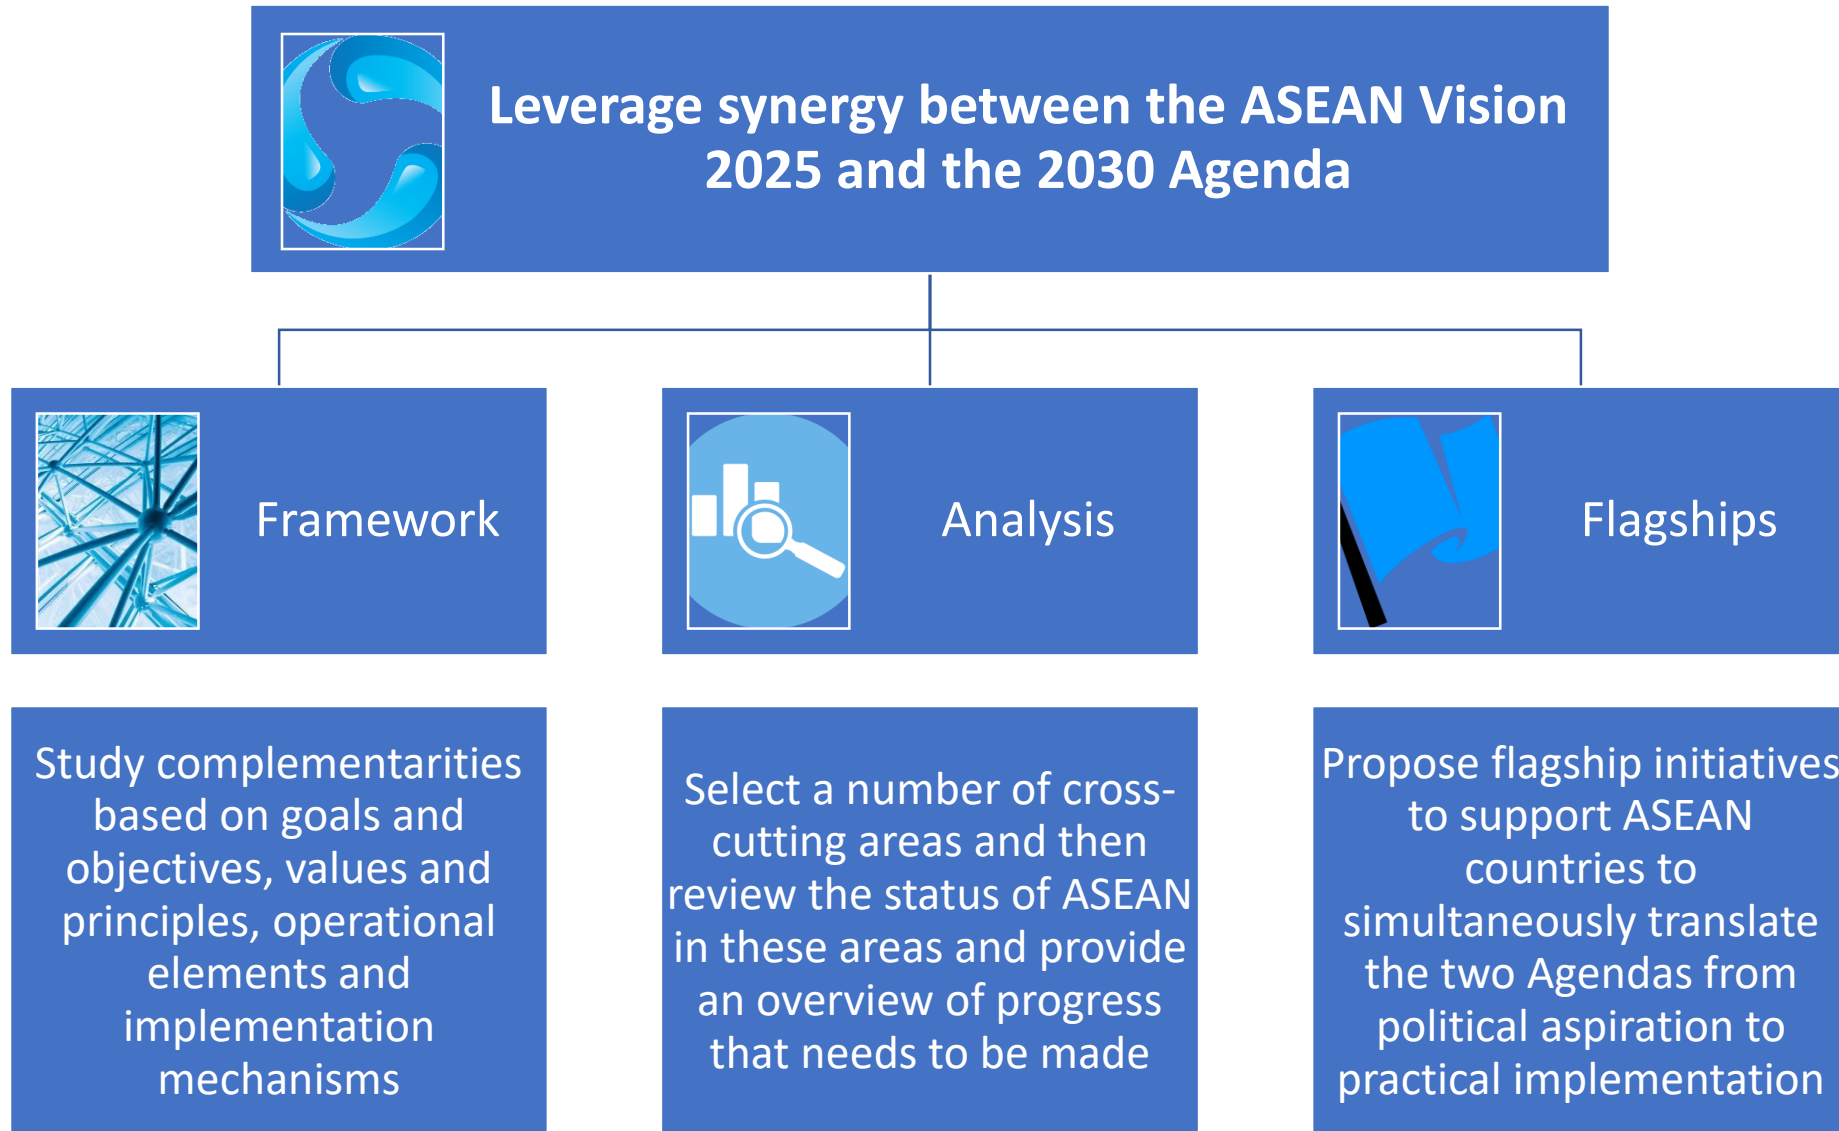 Leverage synergy between the ASEAN Vision
2025 and the 2030 Agenda
Framework
Analysis
Flagships
Study complementarities
based on goals and
objectives, values and
principles, operational
elements and
implementation
mechanisms
Select a number of cross-
cutting areas and then
review the status of ASEAN
in these areas and provide
an overview of progress
that needs to be made
Propose flagship initiatives
to support ASEAN
countries to
simultaneously translate
the two Agendas from
political aspiration to
practical implementation